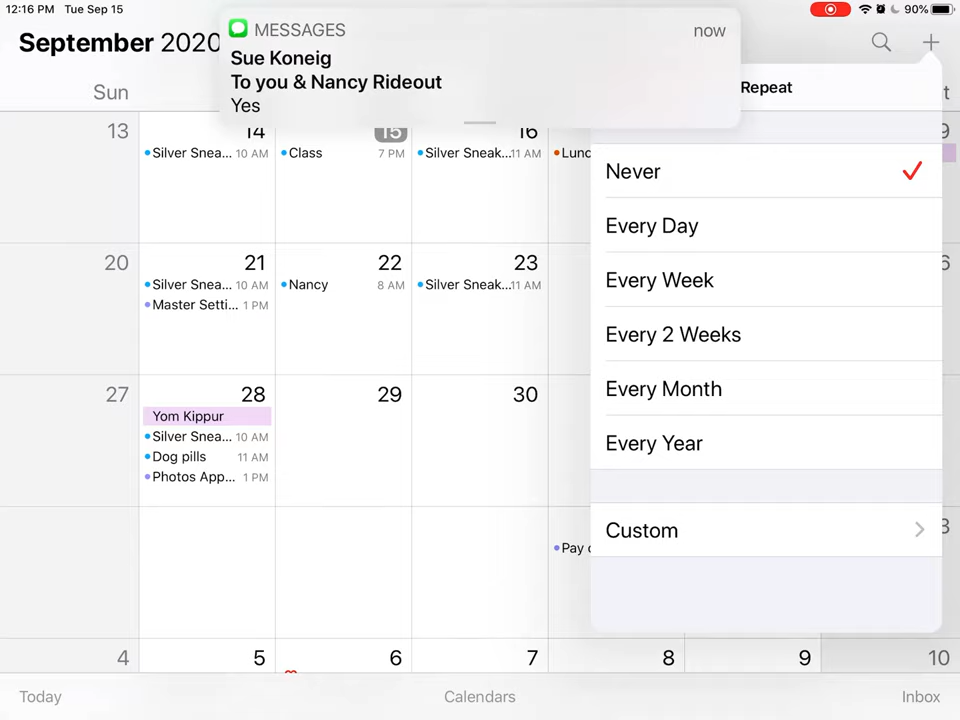 12:16 PM Tue Sep 15
90%
September 2020
MESSAGES
now
Sue Koneig
To you & Nancy Rideout
Yes
Repeat
Sun
t
13
14
15
16
9
Silver Snea... 10 AM
Class 7 PM
Silver Sneak...11 AM
Lunc
Never
Every Day
Every Week
Every 2 Weeks
Every Month
Every Year
Custom
20
21
22
23
6
Silver Snea... 10 AM
Nancy 8 AM
Silver Sneak...11 AM
Master Setti... 1 PM
27
28
29
30
Yom Kippur
Silver Snea... 10 AM
Dog pills 11 AM
Photos App... 1 PM
3
Pay
4
5
6
7
8
9
10
Today
Calendars
Inbox